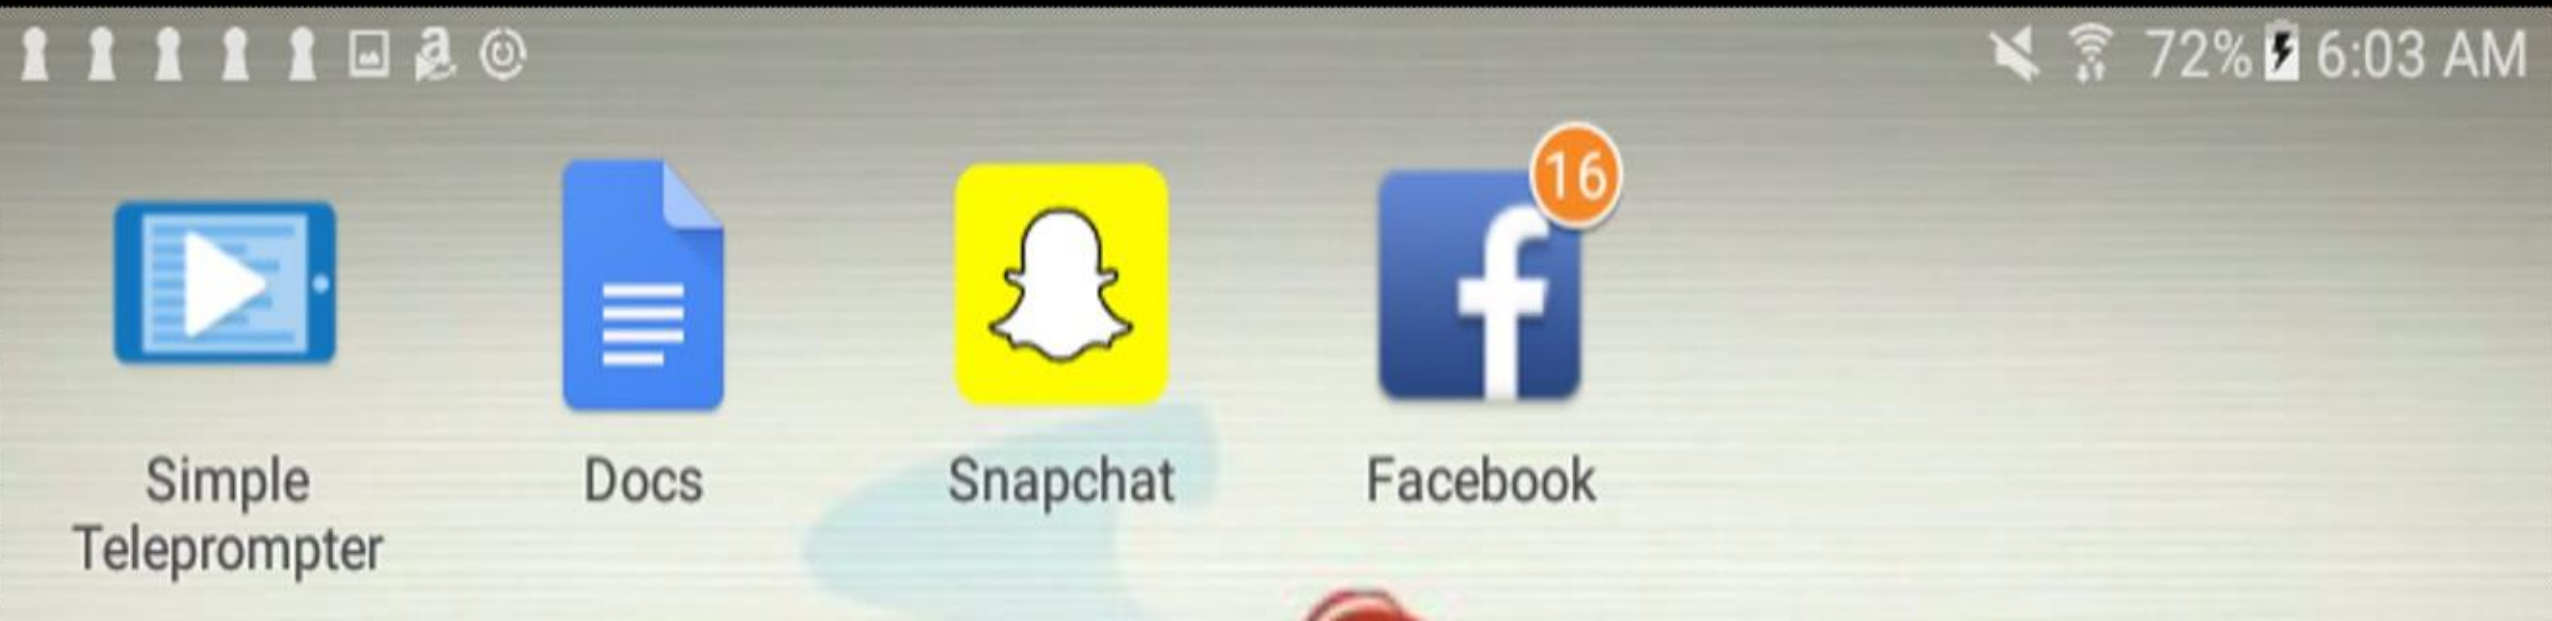 72% 6:03 AM
16
Simple Teleprompter
Docs
Snapchat
Facebook